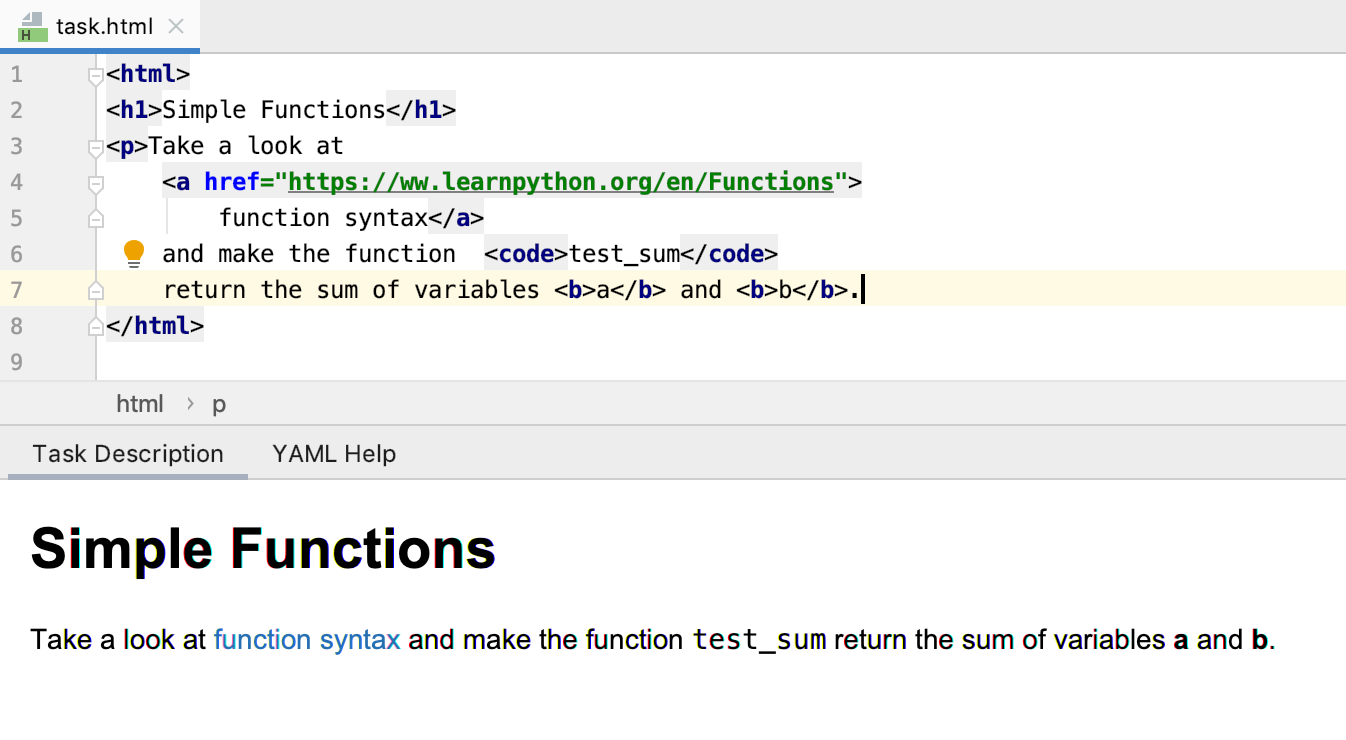 H task.html
1 <html>
2 <h1>Simple Functions</h1>
3 <p>Take a look at
4 <a href="https://ww.learnpython.org/en/Functions">
5 function syntax</a>
6 and make the function  <code>test_sum</code>
7 return the sum of variables <b>a</b> and <b>b</b>.
8 </html>
9
html › p
Task Description YAML Help
Simple Functions
Take a look at function syntax and make the function test_sum return the sum of variables a and b.